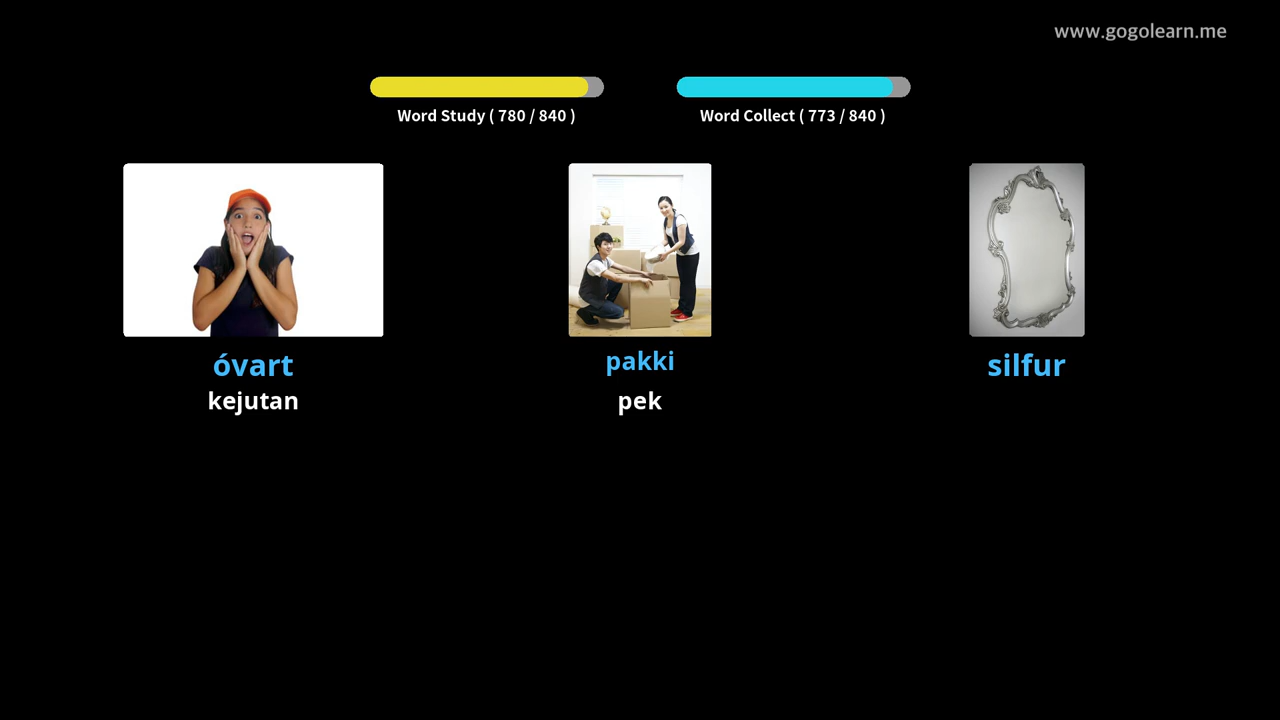 www.gogolearn.me
Word Study ( 780 / 840 )
Word Collect ( 773 / 840 )
óvart
kejutan
pakki
pek
silfur